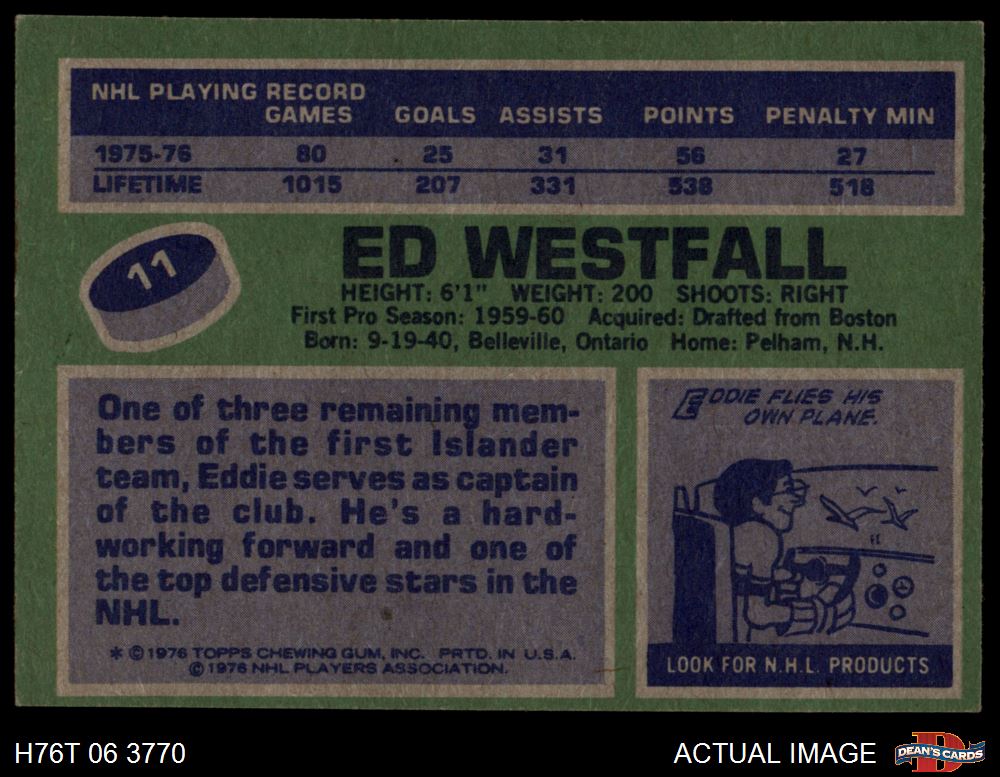 NHL PLAYING RECORD
GAMES GOALS ASSISTS POINTS PENALTY MIN
1975-76 80 25 31 56 27
LIFETIME 1015 207 331 538 518
11
ED WESTFALL
HEIGHT: 6'1" WEIGHT: 200 SHOOTS: RIGHT
First Pro Season: 1959-60 Acquired: Drafted from Boston
Born: 9-19-40, Belleville, Ontario Home: Pelham, N.H.
One of three remaining mem-
bers of the first Islander
team, Eddie serves as captain
of the club. He's a hard-
working forward and one of
the top defensive stars in the
NHL.
* © 1976 TOPPS CHEWING GUM, INC. PRTD. IN U.S.A.
© 1976 NHL PLAYERS ASSOCIATION.
EDDIE FLIES HIS
OWN PLANE.
LOOK FOR N.H.L. PRODUCTS
H76T 06 3770
ACTUAL IMAGE
D
DEAN'S CARDS